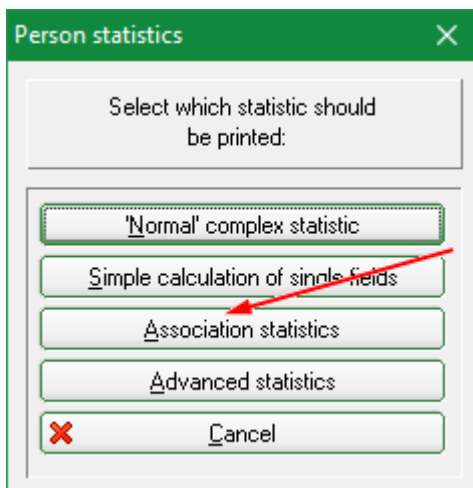 Person statistics
Select which statistic should
be printed:
'Normal' complex statistic
Simple calculation of single fields
Association statistics
Advanced statistics
Cancel